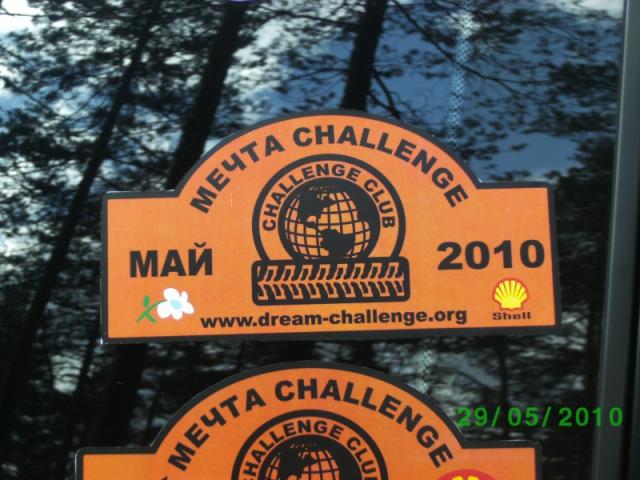 МЕЧТА CHALLENGE
CHALLENGE CLUB
МАЙ
2010
www.dream-challenge.org
Shell
МЕЧТА CHALLENGE
CHALLENGE CLUB
29/05/2010